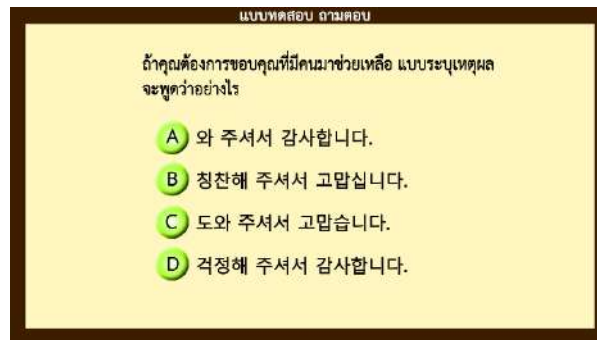 แบบทดสอบ ถามตอบ
ถ้าคุณต้องการขอบคุณที่มีคนมาช่วยเหลือ แบบระบุเหตุผล
จะพูดว่าอย่างไร
A 와 주셔서 감사합니다.
B 칭찬해 주셔서 고맙십니다.
C 도와 주셔서 고맙습니다.
D 걱정해 주셔서 감사합니다.